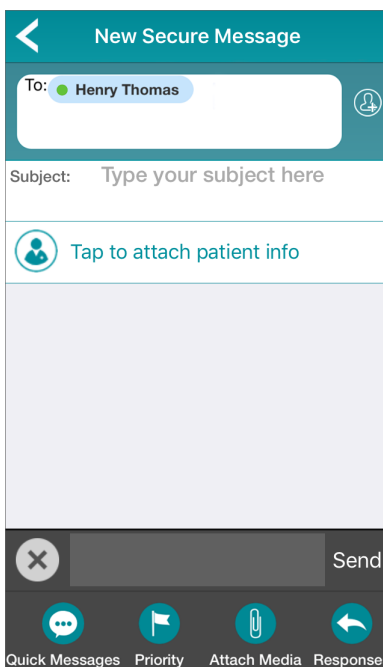 New Secure Message
To: Henry Thomas
Subject: Type your subject here
Tap to attach patient info
Send
Quick Messages Priority Attach Media Response